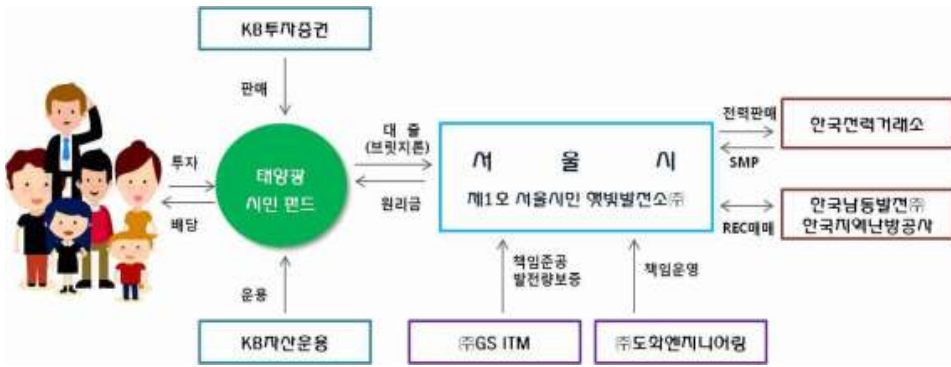 KB투자증권
판매
투자
배당
태양광
시민 펀드
대 출
(브릿지론)
원리금
서 울 시
제1호 서울시민 햇빛발전소㈜
전력판매
SMP
한국전력거래소
REC매매
한국남동발전㈜
한국지역난방공사
운용
책임준공
발전량보증
책임운영
KB자산운용
㈜GS ITM
㈜도화엔지니어링